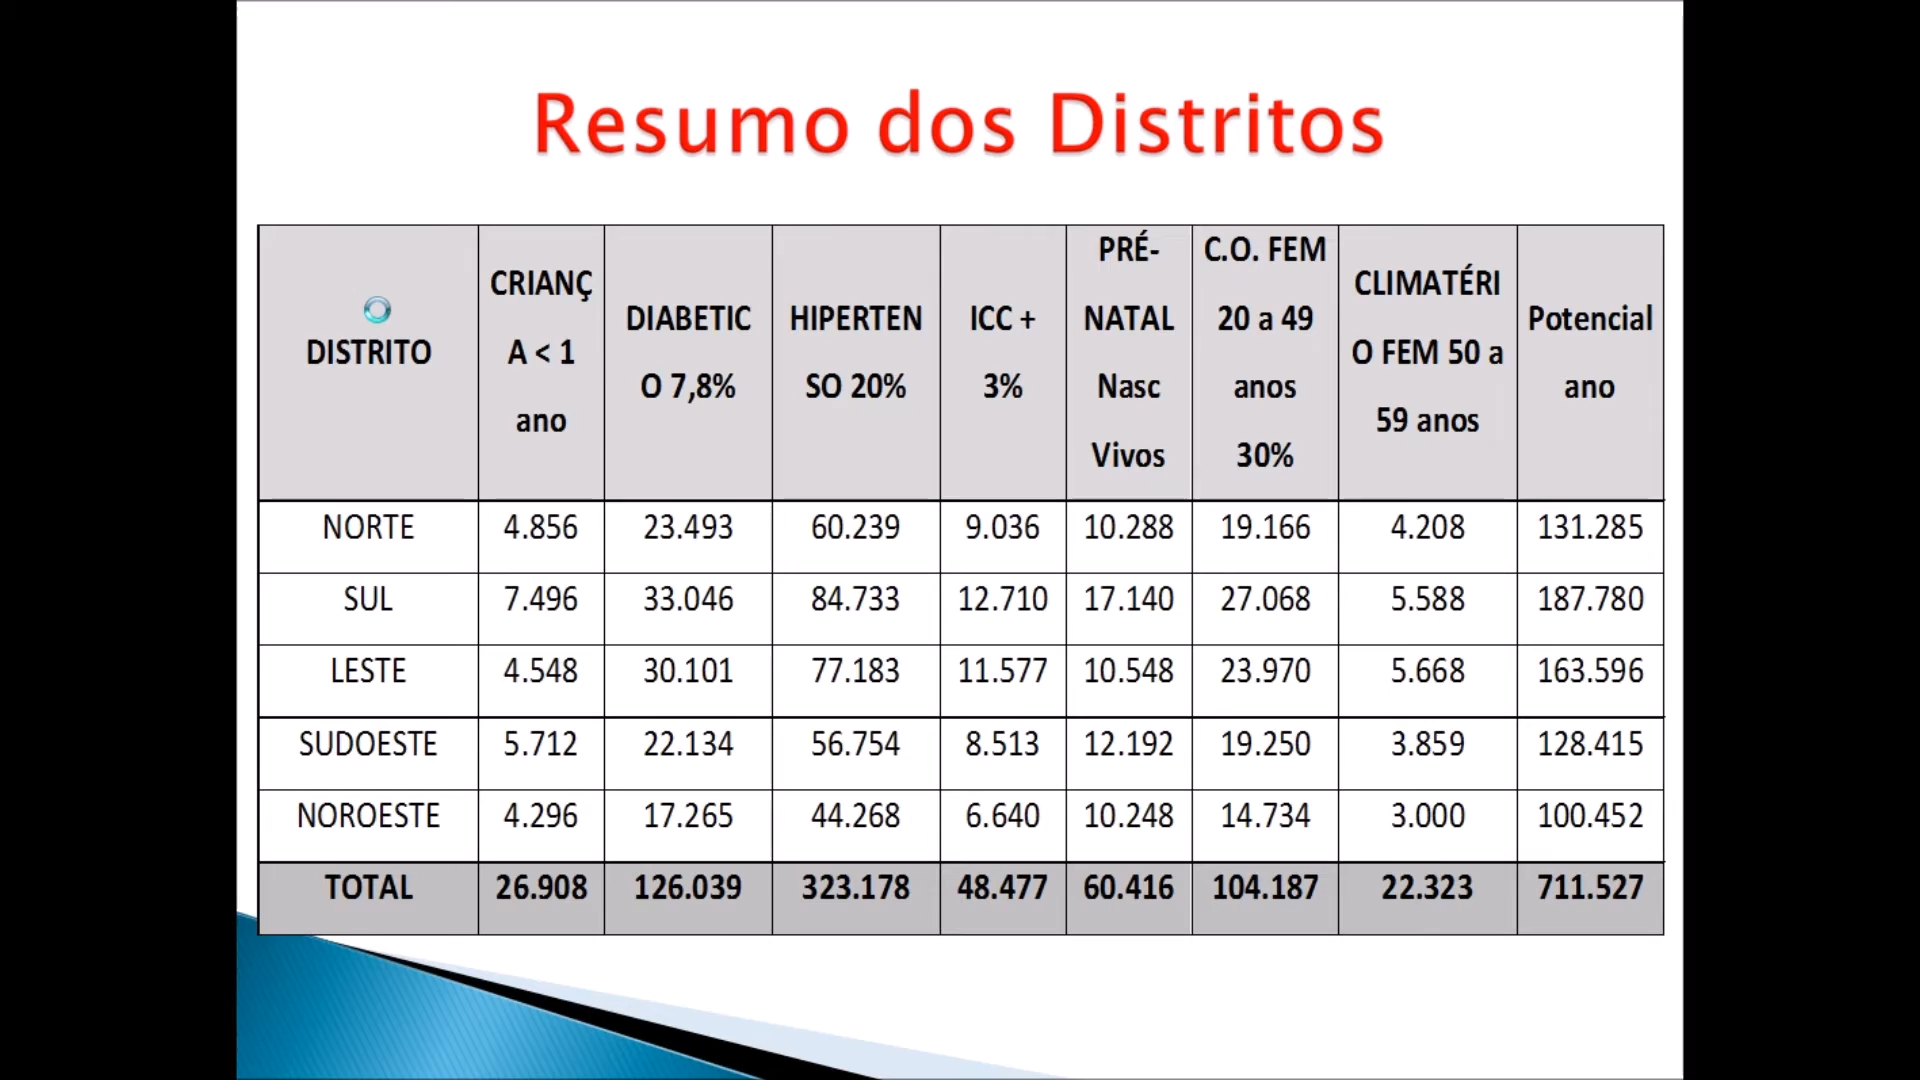 Resumo dos Distritos
DISTRITO
CRIANÇ
A < 1
ano
DIABETIC
O 7,8%
HIPERTEN
SO 20%
ICC +
3%
PRÉ-
NATAL
Nasc
Vivos
C.O. FEM
20 a 49
anos
30%
CLIMATÉRI
O FEM 50 a
59 anos
Potencial
ano
NORTE 4.856 23.493 60.239 9.036 10.288 19.166 4.208 131.285
SUL 7.496 33.046 84.733 12.710 17.140 27.068 5.588 187.780
LESTE 4.548 30.101 77.183 11.577 10.548 23.970 5.668 163.596
SUDOESTE 5.712 22.134 56.754 8.513 12.192 19.250 3.859 128.415
NOROESTE 4.296 17.265 44.268 6.640 10.248 14.734 3.000 100.452
TOTAL 26.908 126.039 323.178 48.477 60.416 104.187 22.323 711.527